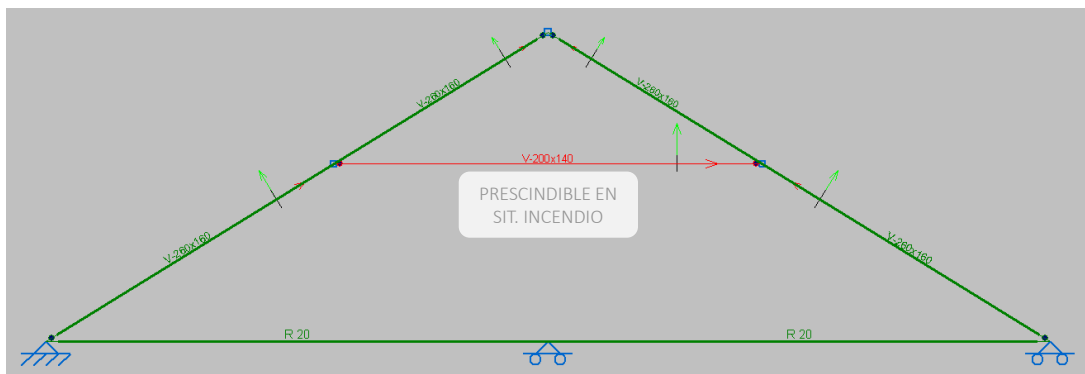 V-260x160
V-260x160
V-200x140
PRESCINDIBLE EN
SIT. INCENDIO
V-260x160
V-260x160
R 20
R 20